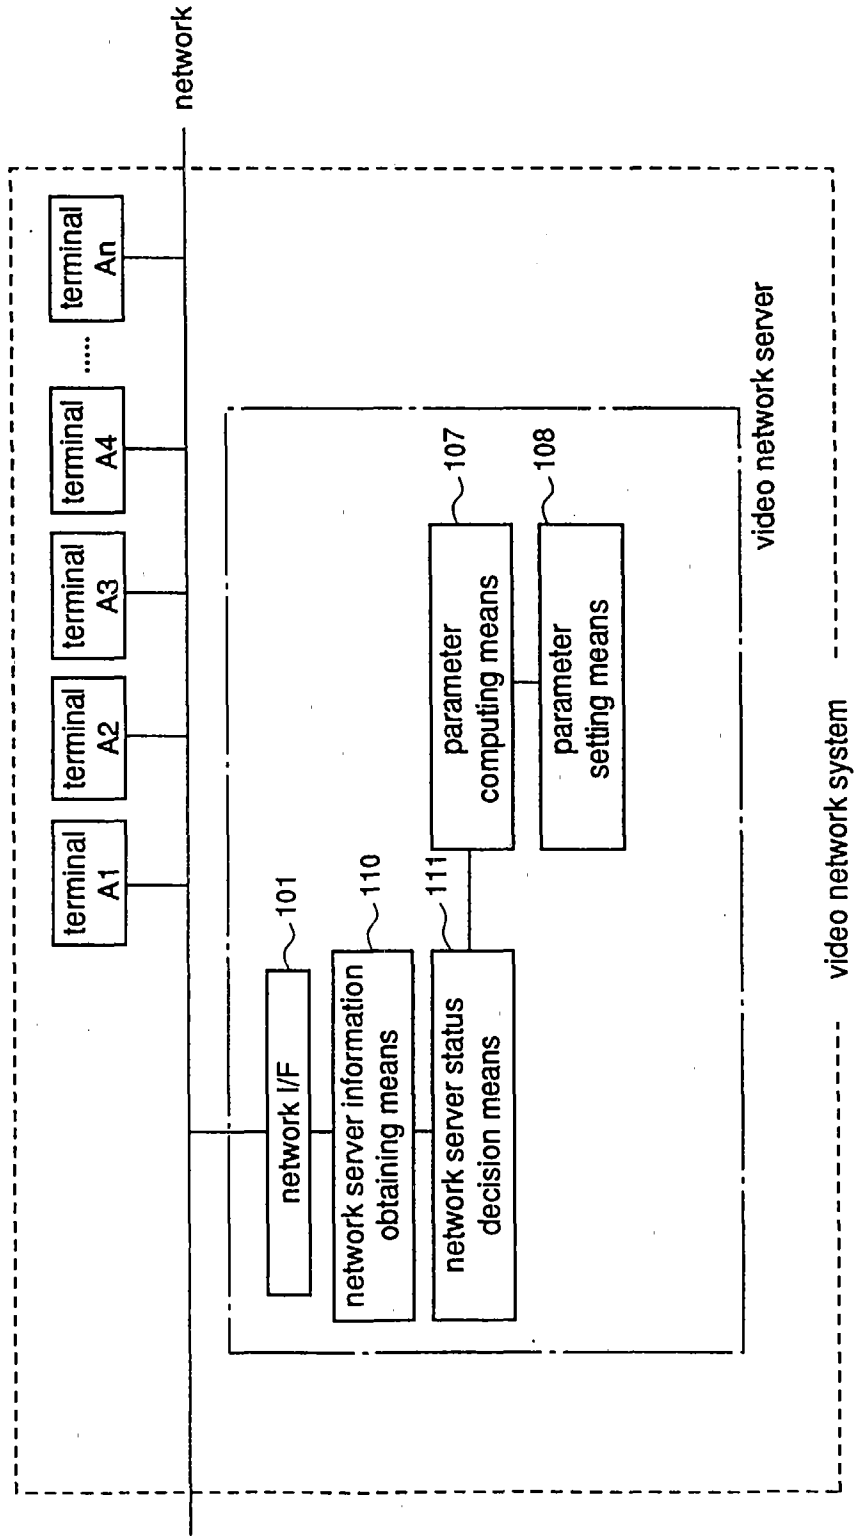 terminal
A1
terminal
A2
terminal
A3
terminal
A4
.....
terminal
An
network
network I/F
101
network server information
obtaining means
110
network server status
decision means
111
parameter
computing means
107
parameter
setting means
108
video network server
video network system